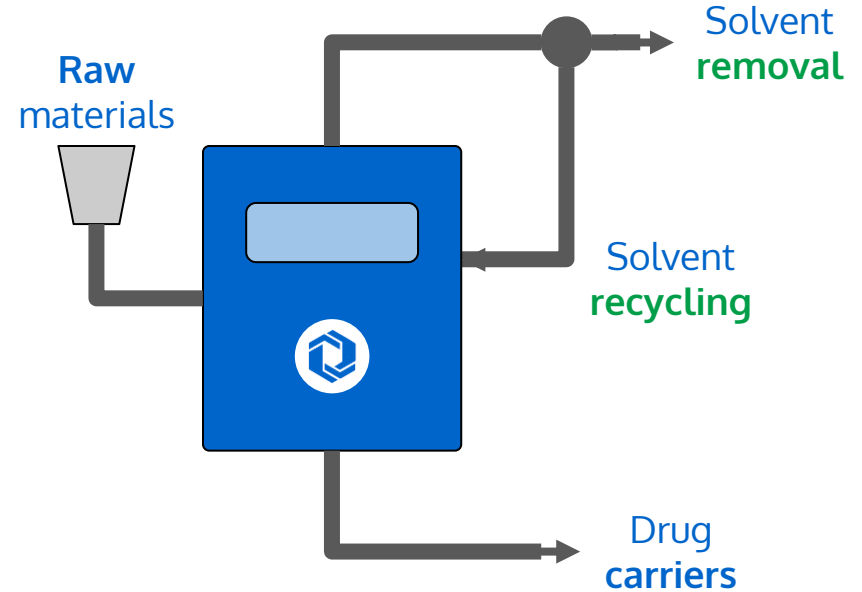 Solvent
removal
Raw
materials
Solvent
recycling
Drug
carriers